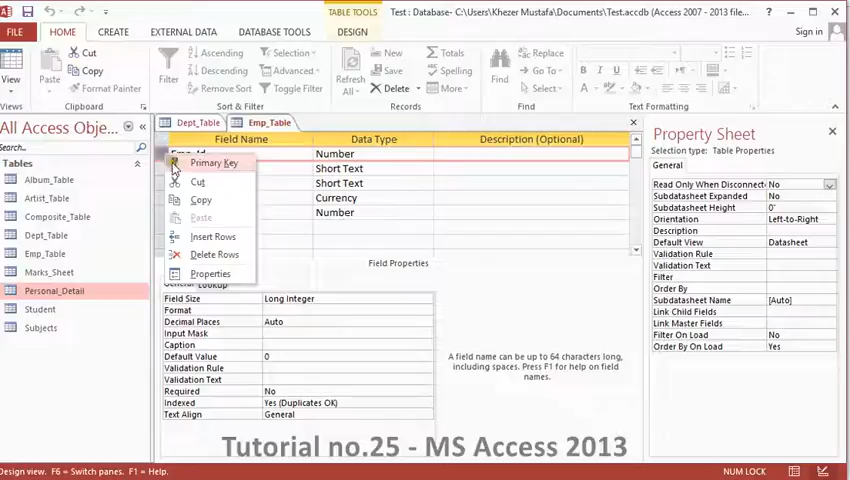 TABLE TOOLS
Test : Database- C:\Users\Khezer Mustafa\Documents\Test.accdb (Access 2007 - 2013 file...
FILE HOME CREATE EXTERNAL DATA DATABASE TOOLS DESIGN Sign in
View
Views
Paste
Cut
Copy
Format Painter
Clipboard
Filter
Ascending
Descending
Remove Sort
Selection
Advanced
Toggle Filter
Sort & Filter
Refresh
All
New
Save
Delete
Totals
Spelling
More
Records
Find
Replace
Go To
Select
Find
B I U
Text Formatting
All Access Obje...
Search...
Tables
Album_Table
Artist_Table
Composite_Table
Dept_Table
Emp_Table
Marks_Sheet
Personal_Detail
Student
Subjects
Dept_Table Emp_Table
Field Name Data Type Description (Optional)
Emp_Id Number
Short Text
Short Text
Currency
Number
Primary Key
Cut
Copy
Paste
Insert Rows
Delete Rows
Properties
Field Properties
General Lookup
Field Size Long Integer
Format
Decimal Places Auto
Input Mask
Caption
Default Value 0
Validation Rule
Validation Text
Required No
Indexed Yes (Duplicates OK)
Text Align General
A field name can be up to 64 characters long,
including spaces. Press F1 for help on field
names.
Property Sheet
Selection type: Table Properties
General
Read Only When Disconnect No
Subdatasheet Expanded No
Subdatasheet Height 0"
Orientation Left-to-Right
Description
Default View Datasheet
Validation Rule
Validation Text
Filter
Order By
Subdatasheet Name [Auto]
Link Child Fields
Link Master Fields
Filter On Load No
Order By On Load Yes
Tutorial no.25 - MS Access 2013
Design view. F6 = Switch panels. F1 = Help. NUM LOCK